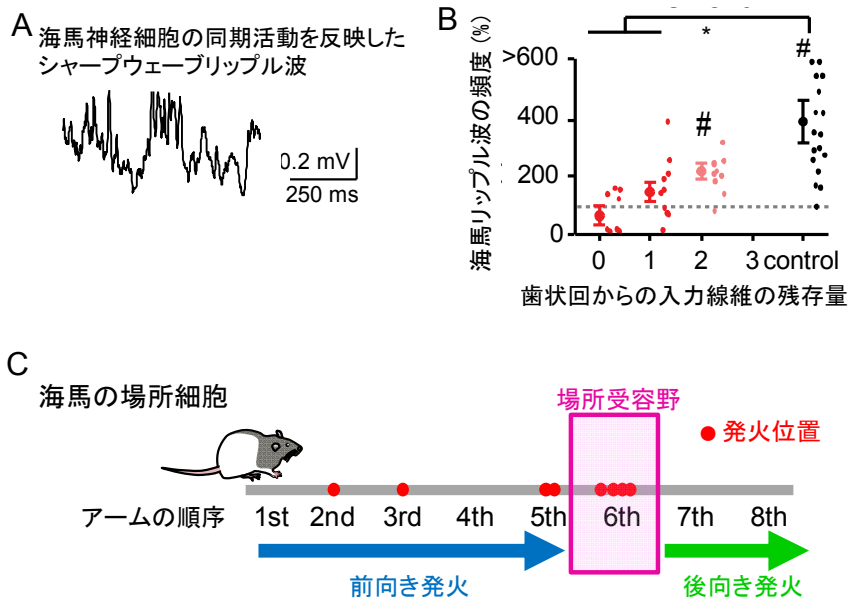 A
海馬神経細胞の同期活動を反映した
シャープウェーブリップル波
0.2 mV
250 ms
B
海馬リップル波の頻度 (%)
>600
400
200
0
*
#
#
0 1 2 3 control
歯状回からの入力線維の残存量
C
海馬の場所細胞
場所受容野
発火位置
アームの順序 1st 2nd 3rd 4th 5th 6th 7th 8th
前向き発火
後向き発火